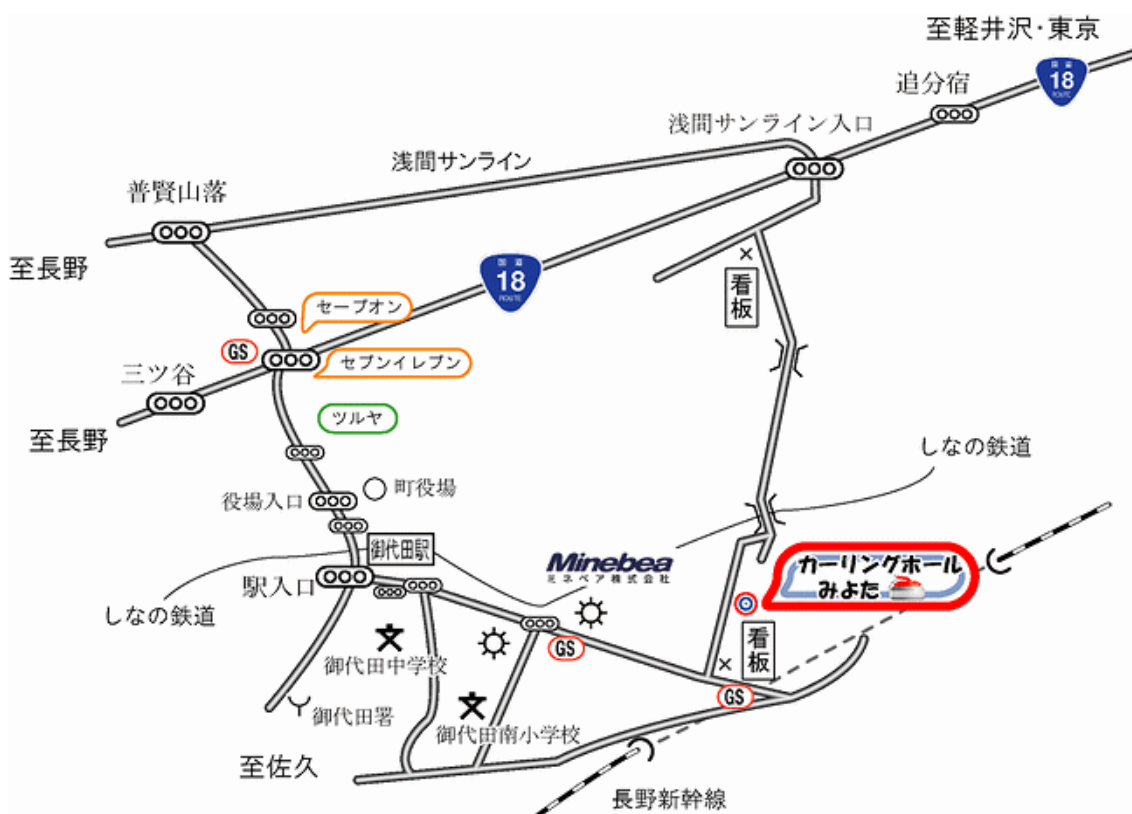 至軽井沢・東京
国道
18
ROUTE
追分宿
浅間サンライン入口
浅間サンライン
普賢山落
至長野
看板
国道
18
ROUTE
セーブオン
GS
セブンイレブン
三ツ谷
ツルヤ
至長野
しなの鉄道
役場入口
町役場
御代田駅
Minebea
ミネベア株式会社
カーリングホール
みよた
駅入口
しなの鉄道
看板
GS
御代田中学校
GS
御代田署
御代田南小学校
至佐久
長野新幹線